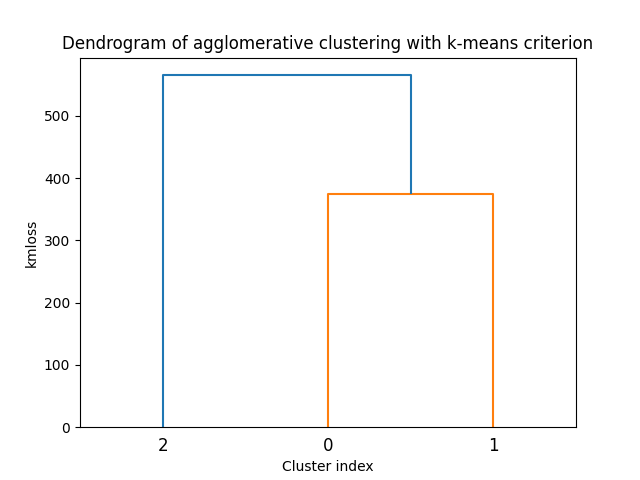 Dendrogram of agglomerative clustering with k-means criterion
500
400
300
200
100
0
kmloss
2 0 1
Cluster index